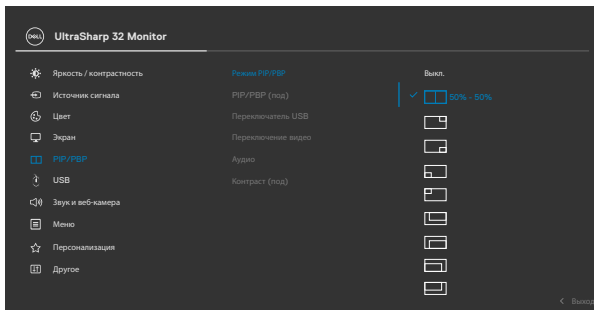 DELL UltraSharp 32 Monitor
Яркость / контрастность
Режим PIP/PBP
Выкл.
Источник сигнала
PIP/PBP (под)
50% - 50%
Цвет
Переключатель USB
Экран
Переключение видео
PIP/PBP
Аудио
USB
Контраст (под)
Звук и веб-камера
Меню
Персонализация
Другое
Выход